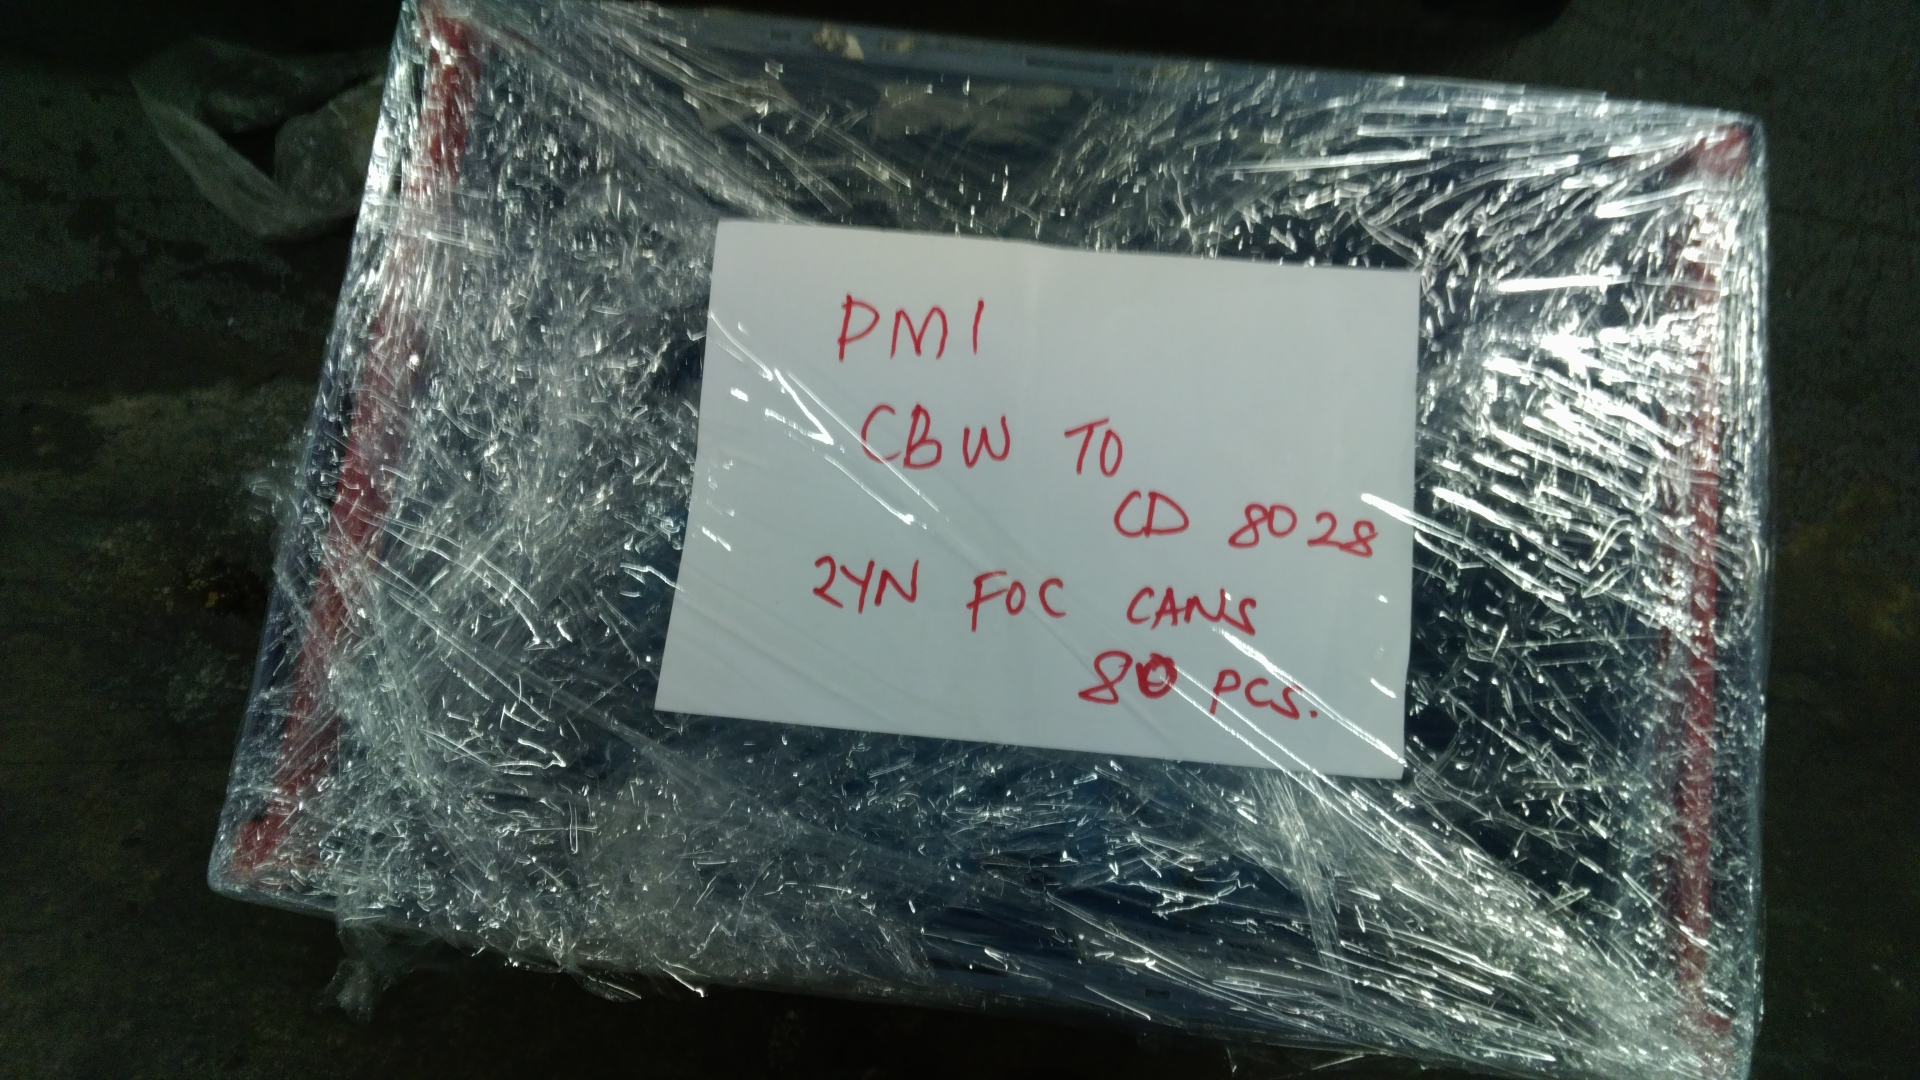 PMI
CBW TO
CD 8028
2YN FOC CANS
80 PCS.